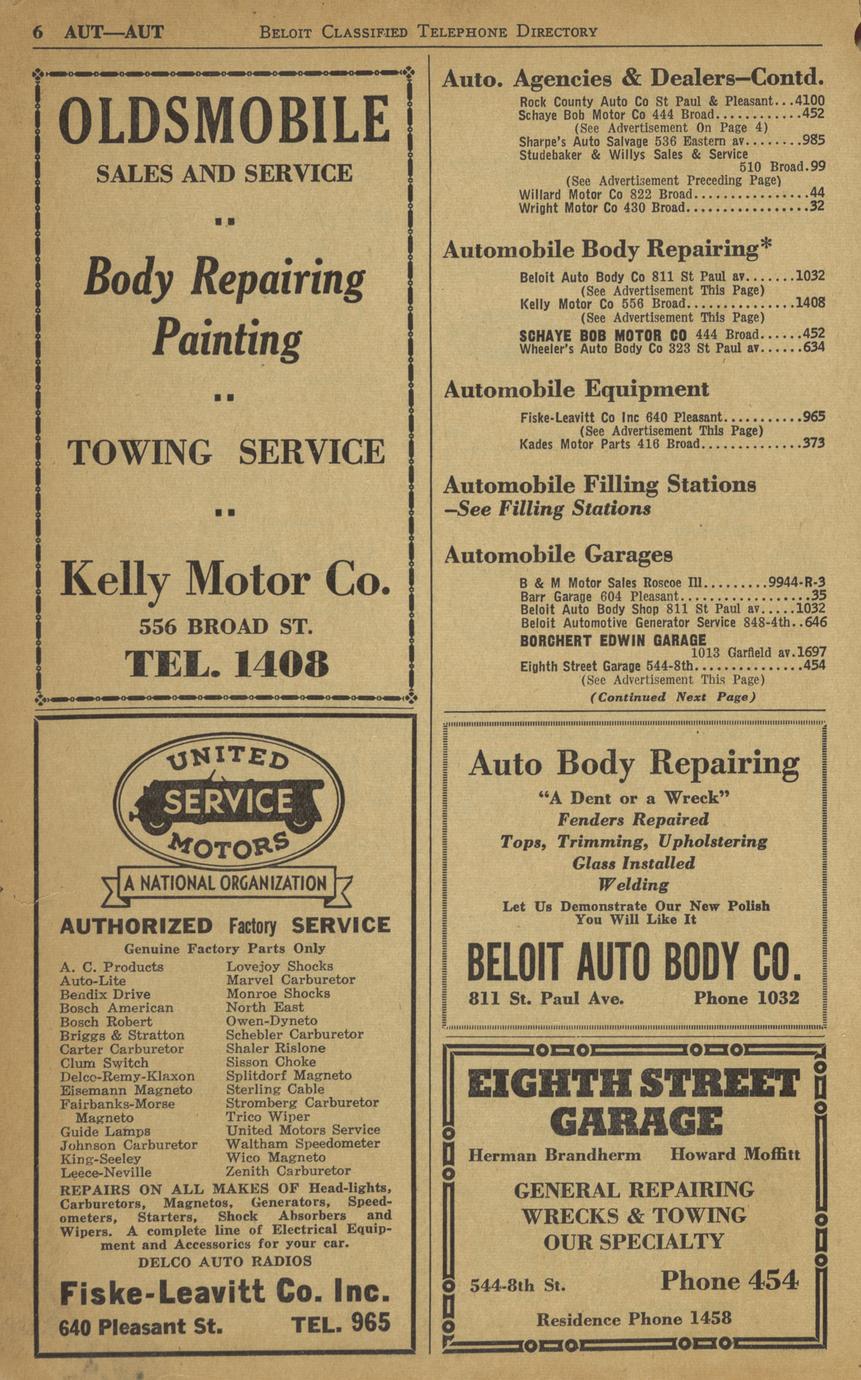 6 AUT—AUT BELOIT CLASSIFIED TELEPHONE DIRECTORY
OLDSMOBILE
SALES AND SERVICE
Body Repairing
Painting
TOWING SERVICE
Kelly Motor Co.
556 BROAD ST.
TEL. 1408
UNITED
SERVICE
MOTORS
A NATIONAL ORGANIZATION
AUTHORIZED Factory SERVICE
Genuine Factory Parts Only
A. C. Products
Auto-Lite
Bendix Drive
Bosch American
Bosch Robert
Briggs & Stratton
Carter Carburetor
Clum Switch
Delco-Remy-Klaxon
Eisemann Magneto
Fairbanks-Morse
Magneto
Guide Lamps
Johnson Carburetor
King-Seeley
Leece-Neville
Lovejoy Shocks
Marvel Carburetor
Monroe Shocks
North East
Owen-Dyneto
Schebler Carburetor
Shaler Rislone
Sisson Choke
Splitdorf Magneto
Sterling Cable
Stromberg Carburetor
Trico Wiper
United Motors Service
Waltham Speedometer
Wico Magneto
Zenith Carburetor
REPAIRS ON ALL MAKES OF Head-lights,
Carburetors, Magnetos, Generators, Speed-
ometers, Starters, Shock Absorbers and
Wipers. A complete line of Electrical Equip-
ment and Accessories for your car.
DELCO AUTO RADIOS
Fiske-Leavitt Co. Inc.
640 Pleasant St. TEL. 965
Auto. Agencies & Dealers—Contd.
Rock County Auto Co St Paul & Pleasant...4100
Schaye Bob Motor Co 444 Broad............452
(See Advertisement On Page 4)
Sharpe's Auto Salvage 536 Eastern av........985
Studebaker & Willys Sales & Service
510 Broad.99
(See Advertisement Preceding Page)
Willard Motor Co 822 Broad................44
Wright Motor Co 430 Broad.................32
Automobile Body Repairing*
Beloit Auto Body Co 811 St Paul av.......1032
(See Advertisement This Page)
Kelly Motor Co 556 Broad...............1408
(See Advertisement This Page)
SCHAYE BOB MOTOR CO 444 Broad......452
Wheeler's Auto Body Co 323 St Paul av......634
Automobile Equipment
Fiske-Leavitt Co Inc 640 Pleasant...........965
(See Advertisement This Page)
Kades Motor Parts 416 Broad..............373
Automobile Filling Stations
—See Filling Stations
Automobile Garages
B & M Motor Sales Roscoe Ill.........9944-R-3
Barr Garage 604 Pleasant..................35
Beloit Auto Body Shop 811 St Paul av.....1032
Beloit Automotive Generator Service 848-4th..646
BORCHERT EDWIN GARAGE
1013 Garfield av.1697
Eighth Street Garage 544-8th...............454
(See Advertisement This Page)
(Continued Next Page)
Auto Body Repairing
"A Dent or a Wreck"
Fenders Repaired
Tops, Trimming, Upholstering
Glass Installed
Welding
Let Us Demonstrate Our New Polish
You Will Like It
BELOIT AUTO BODY CO.
811 St. Paul Ave. Phone 1032
EIGHTH STREET
GARAGE
Herman Brandherm Howard Moffitt
GENERAL REPAIRING
WRECKS & TOWING
OUR SPECIALTY
544-8th St. Phone 454
Residence Phone 1458